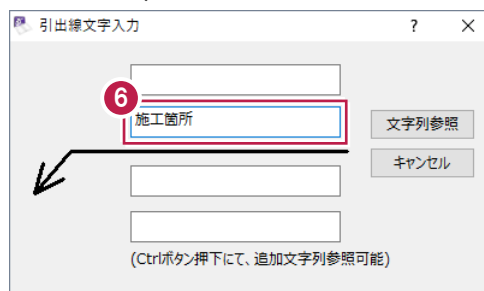 引出線文字入力 ? ×
6
施工箇所
文字列参照
キャンセル
(Ctrlボタン押下にて、追加文字列参照可能)